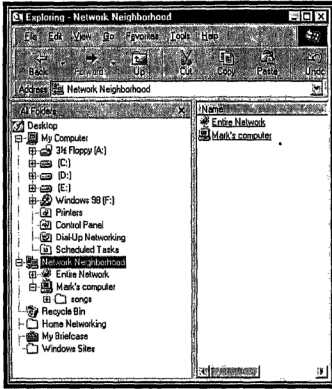 Exploring - Network Neighborhood
File Edit View Go Favorites Tools Help
Back Forward Up Cut Copy Paste Undo
Address Network Neighborhood
All Folders
Desktop
My Computer
3½ Floppy (A:)
(C:)
(D:)
(E:)
Windows 98 (F:)
Printers
Control Panel
Dial-Up Networking
Scheduled Tasks
Network Neighborhood
Entire Network
Mark's computer
songs
Recycle Bin
Home Networking
My Briefcase
Windows Sites
Name
Entire Network
Mark's computer